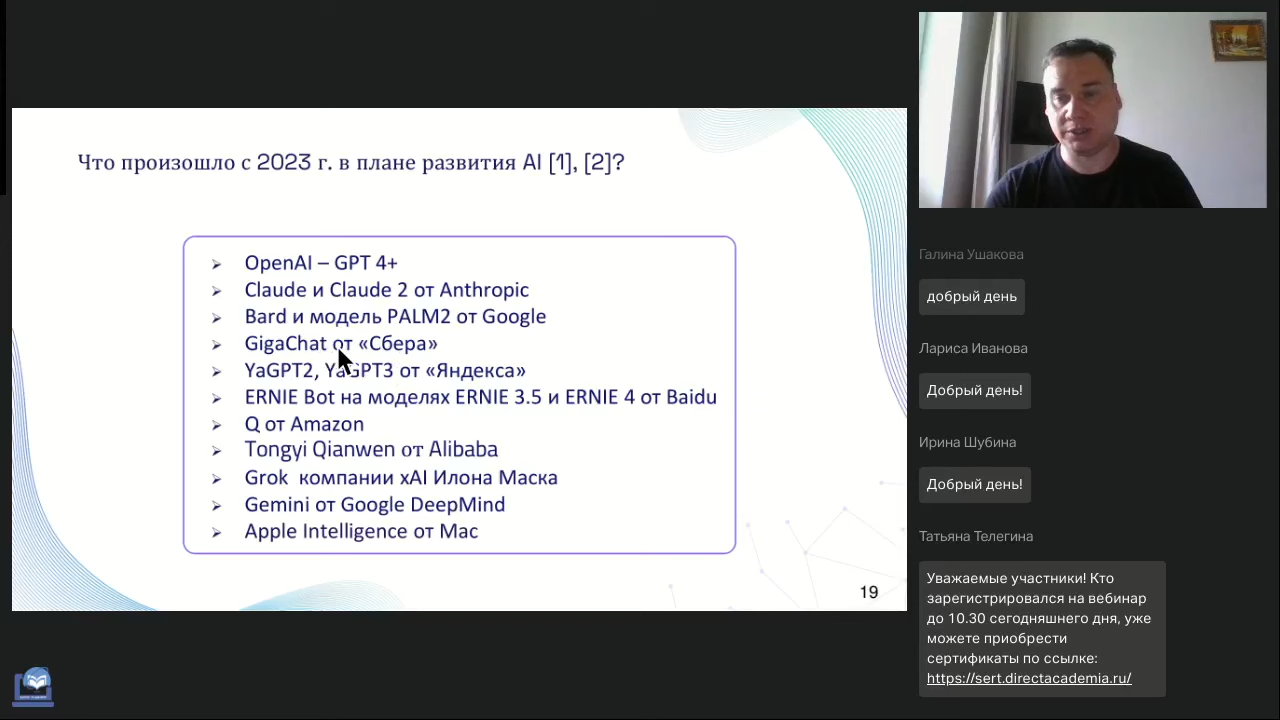 Что произошло с 2023 г. в плане развития AI [1], [2]?
OpenAI – GPT 4+
Claude и Claude 2 от Anthropic
Bard и модель PALM2 от Google
GigaChat от «Сбера»
YaGPT2, YaGPT3 от «Яндекса»
ERNIE Bot на моделях ERNIE 3.5 и ERNIE 4 от Baidu
Q от Amazon
Tongyi Qianwen от Alibaba
Grok компании xAI Илона Маска
Gemini от Google DeepMind
Apple Intelligence от Mac
19
Галина Ушакова
добрый день
Лариса Иванова
Добрый день!
Ирина Шубина
Добрый день!
Татьяна Телегина
Уважаемые участники! Кто
зарегистрировался на вебинар
до 10.30 сегодняшнего дня, уже
можете приобрести
сертификаты по ссылке:
https://sert.directacademia.ru/